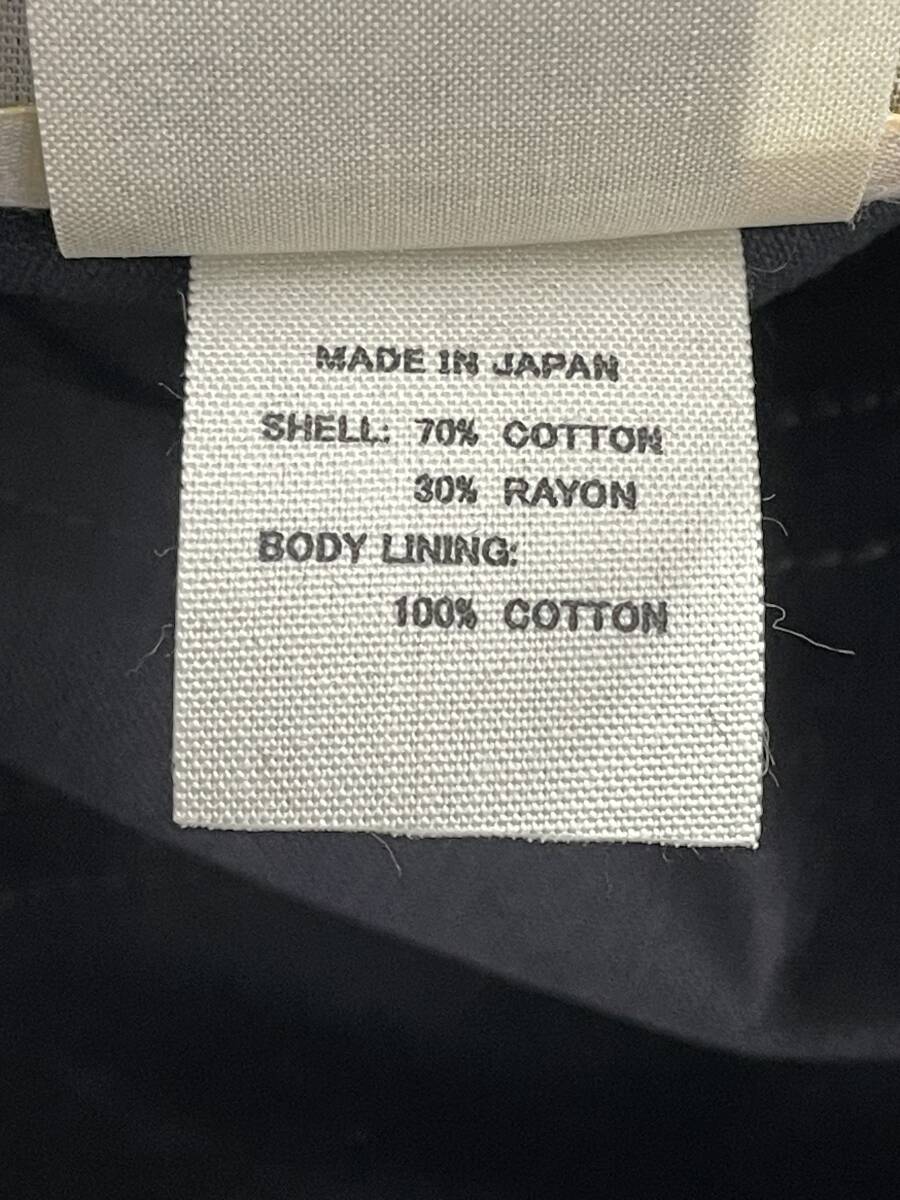 MADE IN JAPAN
SHELL: 70% COTTON
30% RAYON
BODY LINING:
100% COTTON